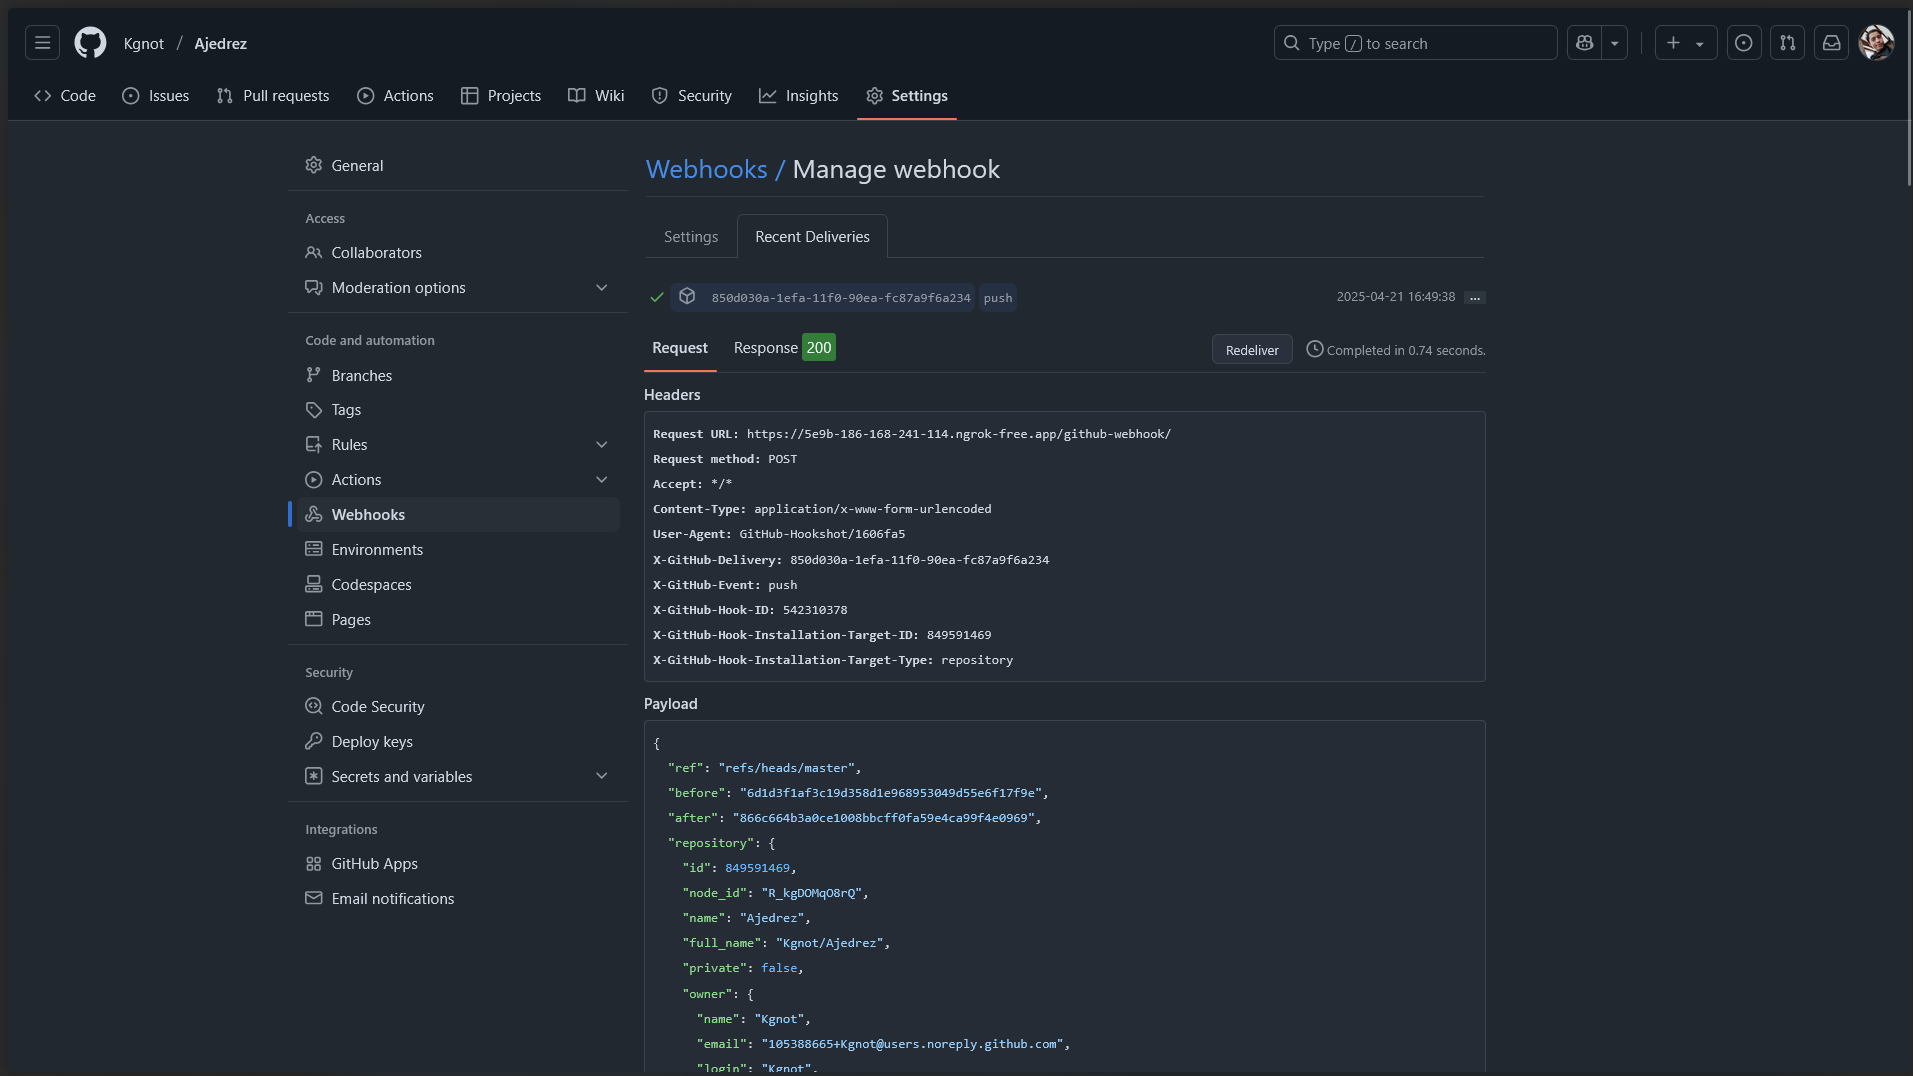 Kgnot / Ajedrez
Type / to search
Code
Issues
Pull requests
Actions
Projects
Wiki
Security
Insights
Settings
General
Access
Collaborators
Moderation options
Code and automation
Branches
Tags
Rules
Actions
Webhooks
Environments
Codespaces
Pages
Security
Code Security
Deploy keys
Secrets and variables
Integrations
GitHub Apps
Email notifications
Webhooks / Manage webhook
Settings
Recent Deliveries
850d030a-1efa-11f0-90ea-fc87a9f6a234 push
2025-04-21 16:49:38 ...
Request
Response 200
Redeliver
Completed in 0.74 seconds.
Headers
Request URL: https://5e9b-186-168-241-114.ngrok-free.app/github-webhook/
Request method: POST
Accept: */*
Content-Type: application/x-www-form-urlencoded
User-Agent: GitHub-Hookshot/1606fa5
X-GitHub-Delivery: 850d030a-1efa-11f0-90ea-fc87a9f6a234
X-GitHub-Event: push
X-GitHub-Hook-ID: 542310378
X-GitHub-Hook-Installation-Target-ID: 849591469
X-GitHub-Hook-Installation-Target-Type: repository
Payload
{
"ref": "refs/heads/master",
"before": "6d1d3f1af3c19d358d1e968953049d55e6f17f9e",
"after": "866c664b3a0ce1008bbcff0fa59e4ca99f4e0969",
"repository": {
"id": 849591469,
"node_id": "R_kgDOMqO8rQ",
"name": "Ajedrez",
"full_name": "Kgnot/Ajedrez",
"private": false,
"owner": {
"name": "Kgnot",
"email": "105388665+Kgnot@users.noreply.github.com",
"login": "Kgnot",